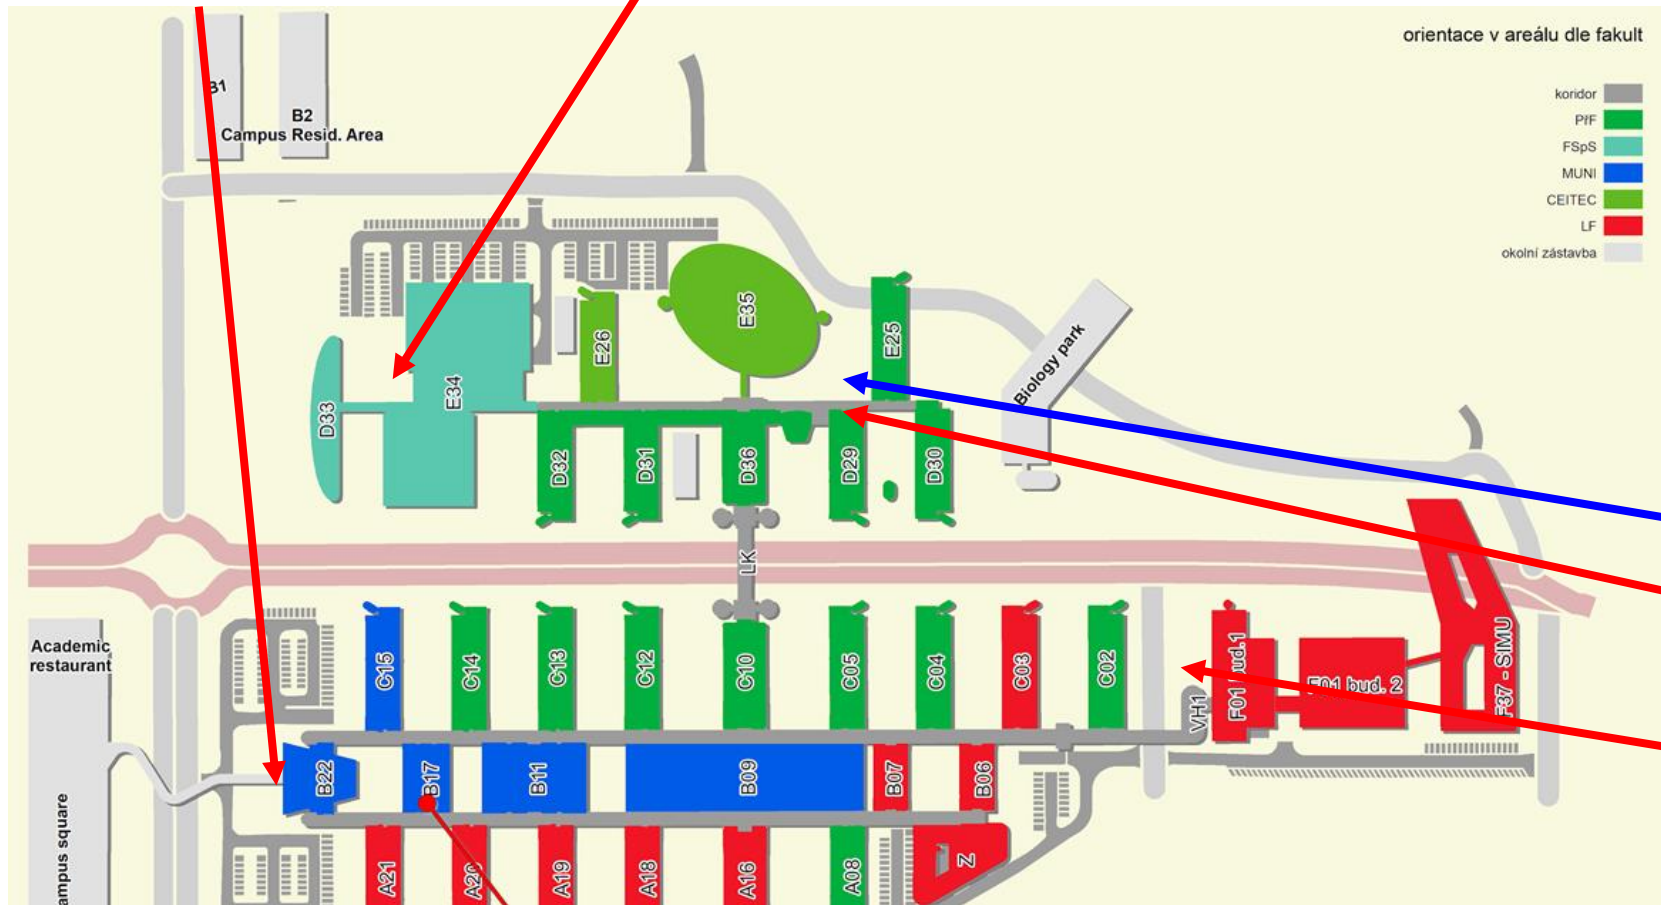 orientace v areálu dle fakult
koridor
PřF
FSpS
MUNI
CEITEC
LF
okolní zástavba
B1
B2
Campus Resid. Area
E35
E26
E25
E34
D33
Biology park
D32
D31
D36
D29
D30
LK
Academic
restaurant
C15
C14
C13
C12
C10
C05
C04
C03
C02
VH1
F01 bud.1
F01 bud. 2
F37 - SIMU
B22
B17
B11
B09
B07
B06
square
A21
A20
A19
A18
A16
A08
Z